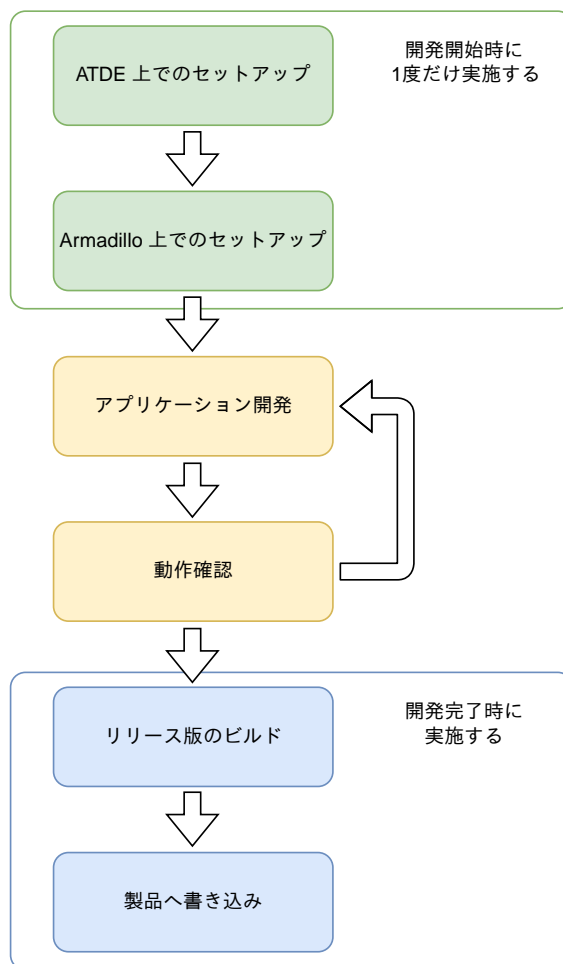 ATDE 上でのセットアップ
開発開始時に
1度だけ実施する
Armadillo 上でのセットアップ
アプリケーション開発
動作確認
リリース版のビルド
開発完了時に
実施する
製品へ書き込み